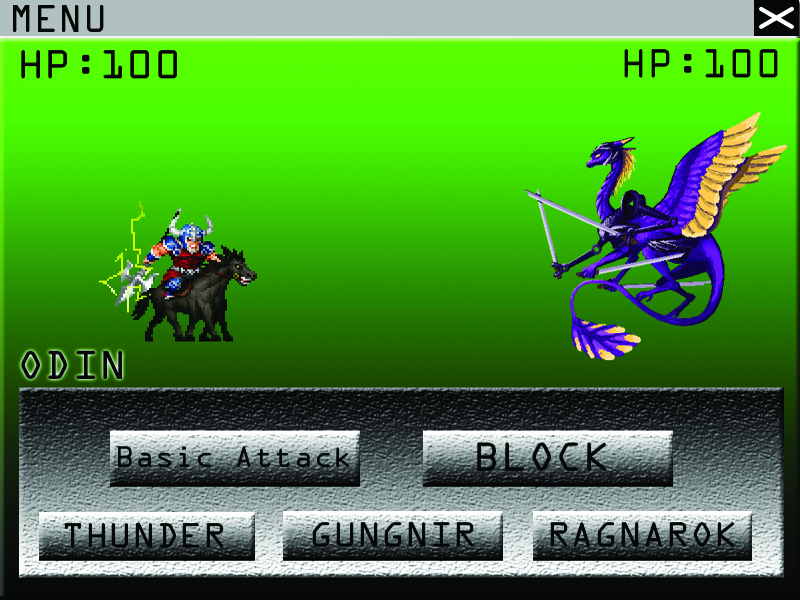 MENU
HP:100 HP:100
ODIN
Basic Attack BLOCK
THUNDER GUNGNIR RAGNAROK